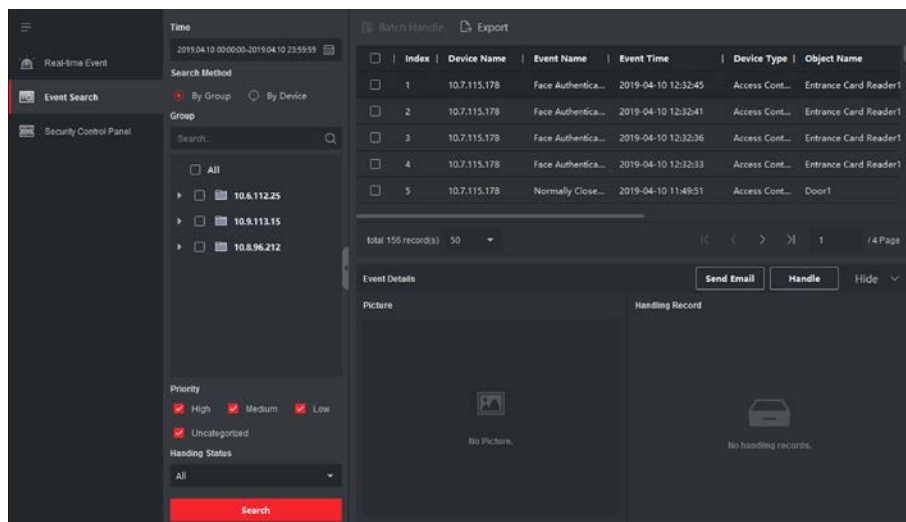 Real-time Event
Event Search
Security Control Panel
Time
2019.04.10 00:00:00-2019.04.10 23:59:59
Search Method
By Group By Device
Group
Search...
All
10.6.112.25
10.9.113.15
10.8.96.212
Priority
High Medium Low
Uncategorized
Handing Status
All
Search
Batch Handle Export
Index Device Name Event Name Event Time Device Type Object Name
1 10.7.115.178 Face Authentica... 2019-04-10 12:32:45 Access Cont... Entrance Card Reader1
2 10.7.115.178 Face Authentica... 2019-04-10 12:32:41 Access Cont... Entrance Card Reader1
3 10.7.115.178 Face Authentica... 2019-04-10 12:32:36 Access Cont... Entrance Card Reader1
4 10.7.115.178 Face Authentica... 2019-04-10 12:32:33 Access Cont... Entrance Card Reader1
5 10.7.115.178 Normally Close... 2019-04-10 11:49:51 Access Cont... Door1
total 156 record(s) 50 1 / 4 Page
Event Details Send Email Handle Hide
Picture Handling Record
No Picture.
No handling records.